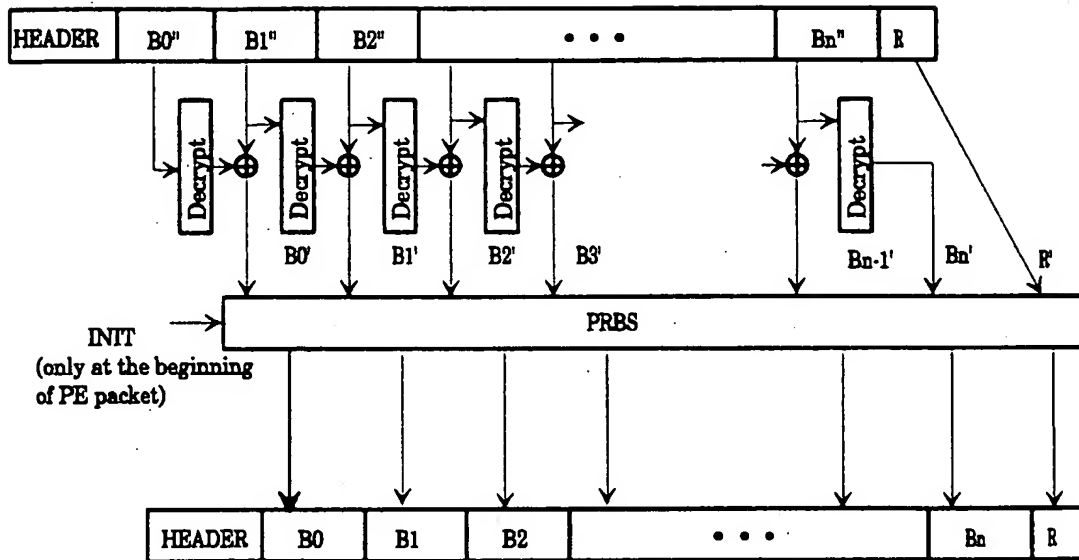 HEADER B0" B1" B2" • • • Bn" R
Decrypt Decrypt Decrypt Decrypt Decrypt
B0' B1' B2' B3' Bn-1' Bn' R'
PRBS
INIT
(only at the beginning
of PE packet)
HEADER B0 B1 B2 • • • Bn R